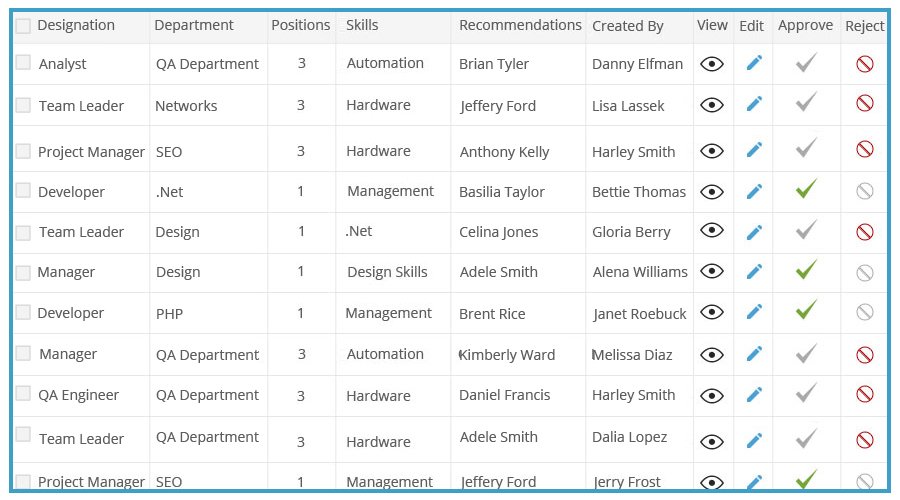 Designation Department Positions Skills Recommendations Created By View Edit Approve Reject
Analyst QA Department 3 Automation Brian Tyler Danny Elfman
Team Leader Networks 3 Hardware Jeffery Ford Lisa Lassek
Project Manager SEO 3 Hardware Anthony Kelly Harley Smith
Developer .Net 1 Management Basilia Taylor Bettie Thomas
Team Leader Design 1 .Net Celina Jones Gloria Berry
Manager Design 1 Design Skills Adele Smith Alena Williams
Developer PHP 1 Management Brent Rice Janet Roebuck
Manager QA Department 3 Automation Kimberly Ward Melissa Diaz
QA Engineer QA Department 3 Hardware Daniel Francis Harley Smith
Team Leader QA Department 3 Hardware Adele Smith Dalia Lopez
Project Manager SEO 1 Management Jeffery Ford Jerry Frost